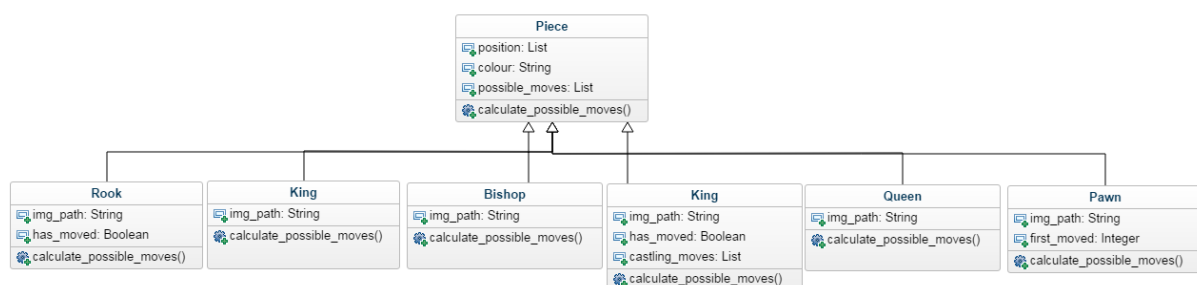 Piece
position: List
colour: String
possible_moves: List
calculate_possible_moves()
Rook
img_path: String
has_moved: Boolean
calculate_possible_moves()
King
img_path: String
calculate_possible_moves()
Bishop
img_path: String
calculate_possible_moves()
King
img_path: String
has_moved: Boolean
castling_moves: List
calculate_possible_moves()
Queen
img_path: String
calculate_possible_moves()
Pawn
img_path: String
first_moved: Integer
calculate_possible_moves()